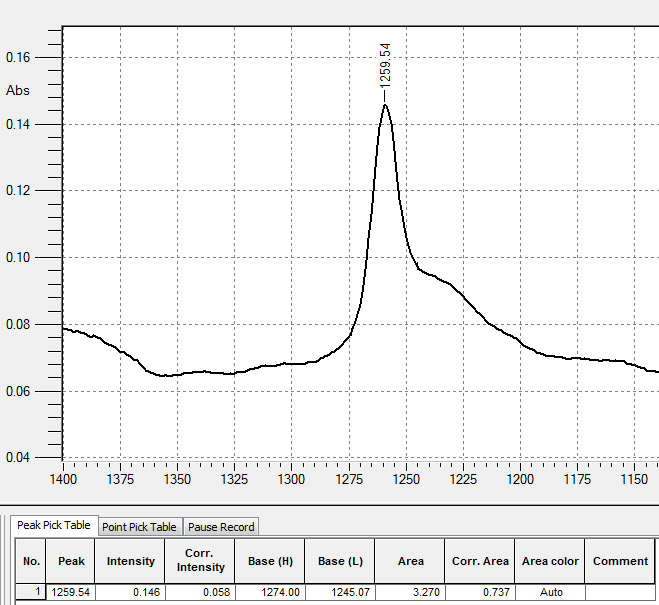 1259.54
0.16
Abs
0.14
0.12
0.10
0.08
0.06
0.04
1400 1375 1350 1325 1300 1275 1250 1225 1200 1175 1150
Peak Pick Table Point Pick Table Pause Record
No. Peak Intensity Corr. Intensity Base (H) Base (L) Area Corr. Area Area color Comment
1 1259.54 0.146 0.058 1274.00 1245.07 3.270 0.737 Auto